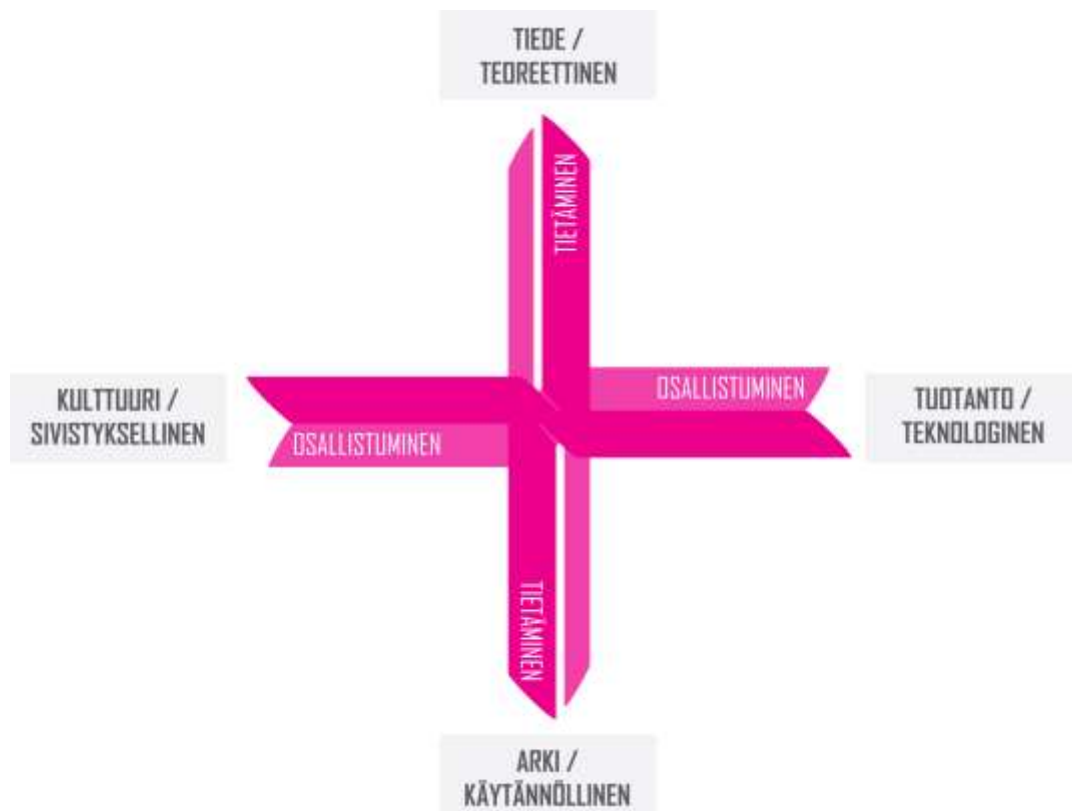 TIEDE /
TEOREETTINEN
TIETÄMINEN
KULTTUURI /
SIVISTYKSELLINEN
OSALLISTUMINEN
OSALLISTUMINEN
TUOTANTO /
TEKNOLOGINEN
TIETÄMINEN
ARKI /
KÄYTÄNNÖLLINEN